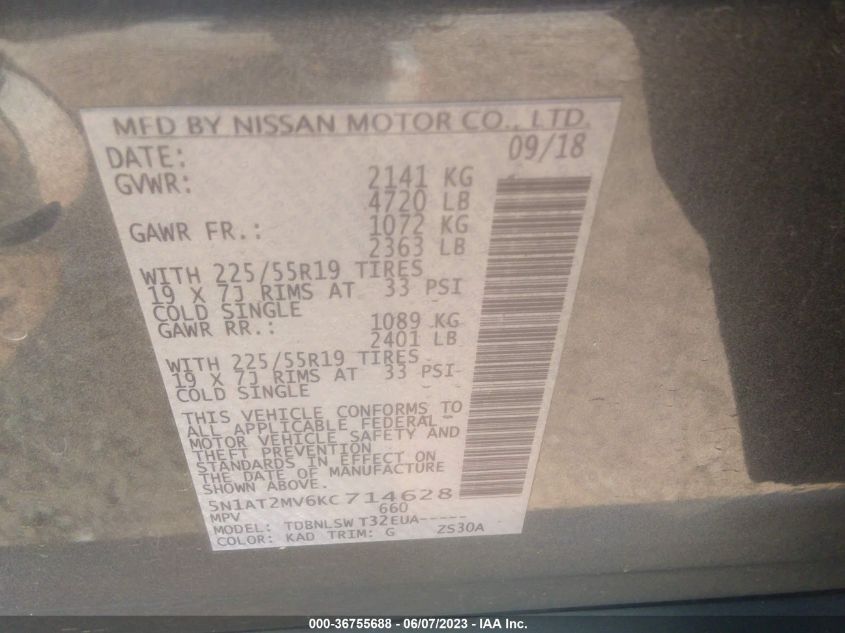 MFD BY NISSAN MOTOR CO., LTD.
DATE: 09/18
GVWR: 2141 KG
4720 LB
GAWR FR.: 1072 KG
2363 LB
WITH 225/55R19 TIRES
19 X 7J RIMS AT 33 PSI
COLD SINGLE
GAWR RR.: 1089 KG
2401 LB
WITH 225/55R19 TIRES
19 X 7J RIMS AT 33 PSI
COLD SINGLE
THIS VEHICLE CONFORMS TO
ALL APPLICABLE FEDERAL
MOTOR VEHICLE SAFETY AND
THEFT PREVENTION
STANDARDS IN EFFECT ON
THE DATE OF MANUFACTURE
SHOWN ABOVE.
5N1AT2MV6KC714628
MPV 660
MODEL: TDBNLSW T32EUA-----
COLOR: KAD TRIM: G ZS30A
000-36755688 - 06/07/2023 - IAA Inc.